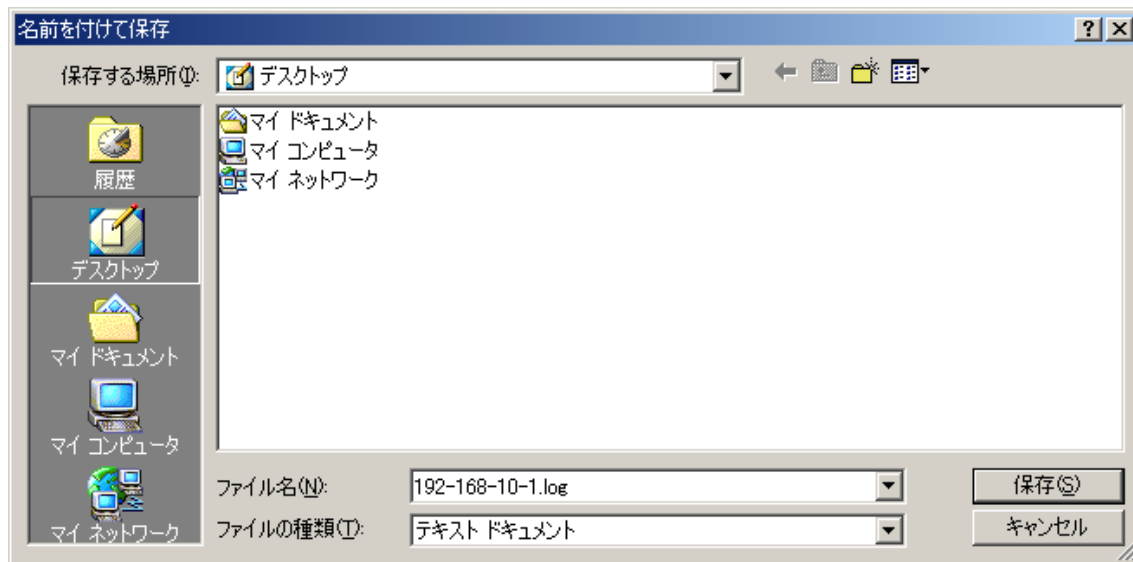 名前を付けて保存
保存する場所(I):
デスクトップ
履歴
デスクトップ
マイ ドキュメント
マイ コンピュータ
マイ ネットワーク
マイ ドキュメント
マイ コンピュータ
マイ ネットワーク
ファイル名(N):
192-168-10-1.log
保存(S)
ファイルの種類(T):
テキスト ドキュメント
キャンセル